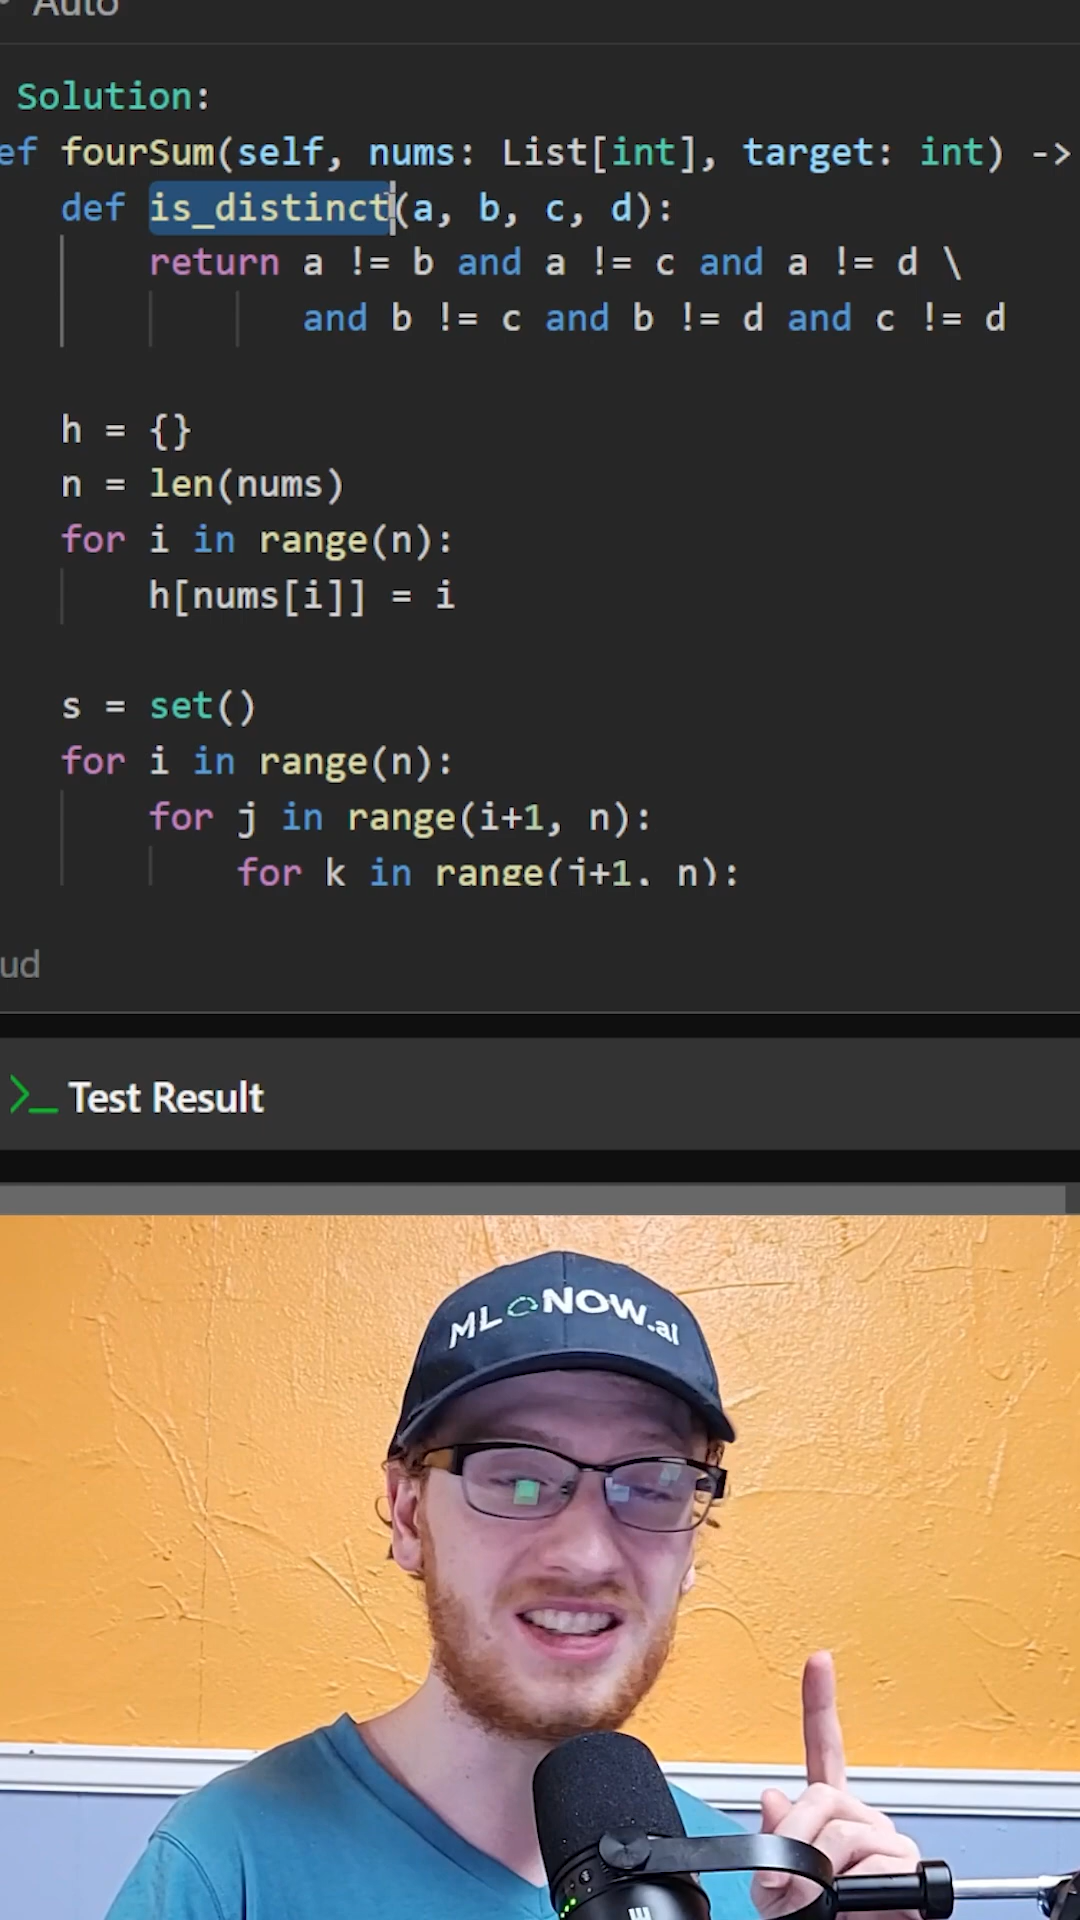 Auto
Solution:
ef fourSum(self, nums: List[int], target: int) ->
def is_distinct(a, b, c, d):
return a != b and a != c and a != d \
and b != c and b != d and c != d
h = {}
n = len(nums)
for i in range(n):
h[nums[i]] = i
s = set()
for i in range(n):
for j in range(i+1, n):
for k in range(j+1, n):
ud
>_ Test Result
ML NOW.ai